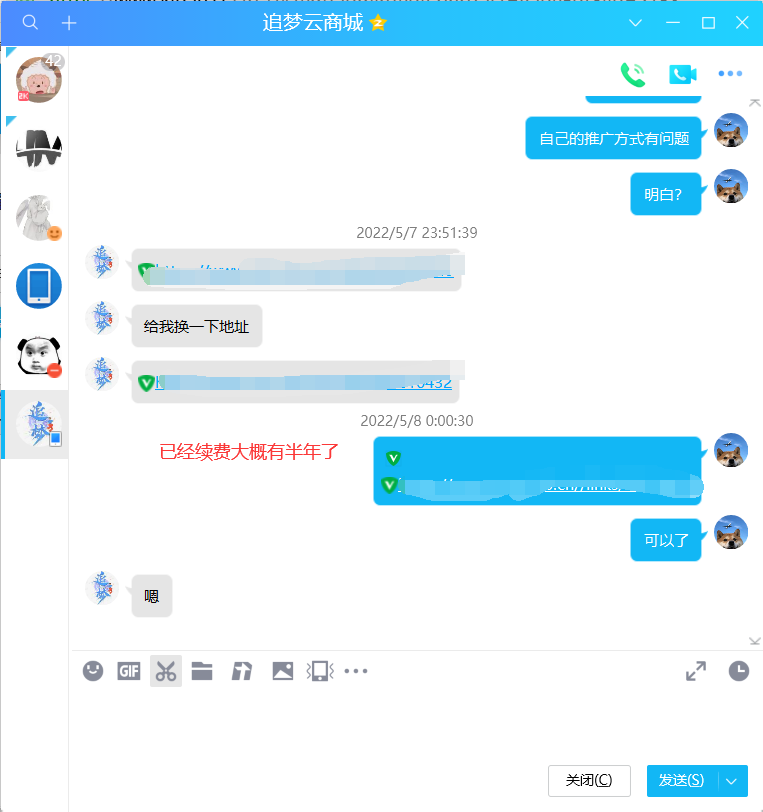 追梦云商城
42
2K
自己的推广方式有问题
明白?
2022/5/7 23:51:39
给我换一下地址
0432
2022/5/8 0:00:30
已经续费大概有半年了
可以了
嗯
GIF
关闭(C)
发送(S)